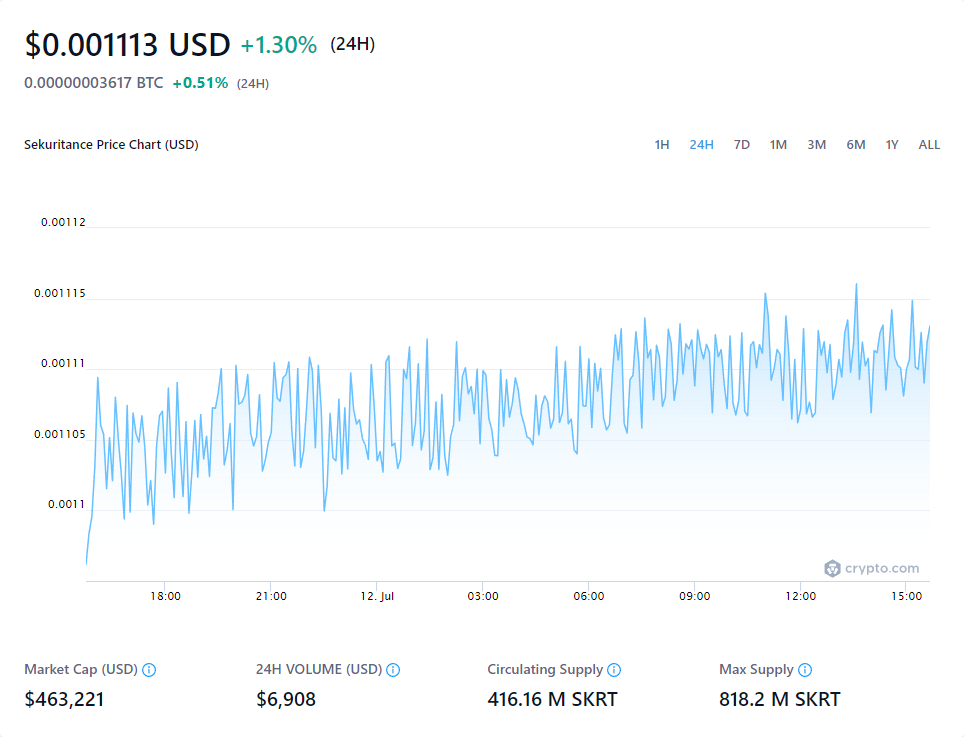 $0.001113 USD +1.30% (24H)
0.00000003617 BTC +0.51% (24H)
Sekuritance Price Chart (USD) 1H 24H 7D 1M 3M 6M 1Y ALL
0.00112
0.001115
0.00111
0.001105
0.0011
crypto.com
18:00 21:00 12. Jul 03:00 06:00 09:00 12:00 15:00
Market Cap (USD) 24H VOLUME (USD) Circulating Supply Max Supply
$463,221 $6,908 416.16 M SKRT 818.2 M SKRT